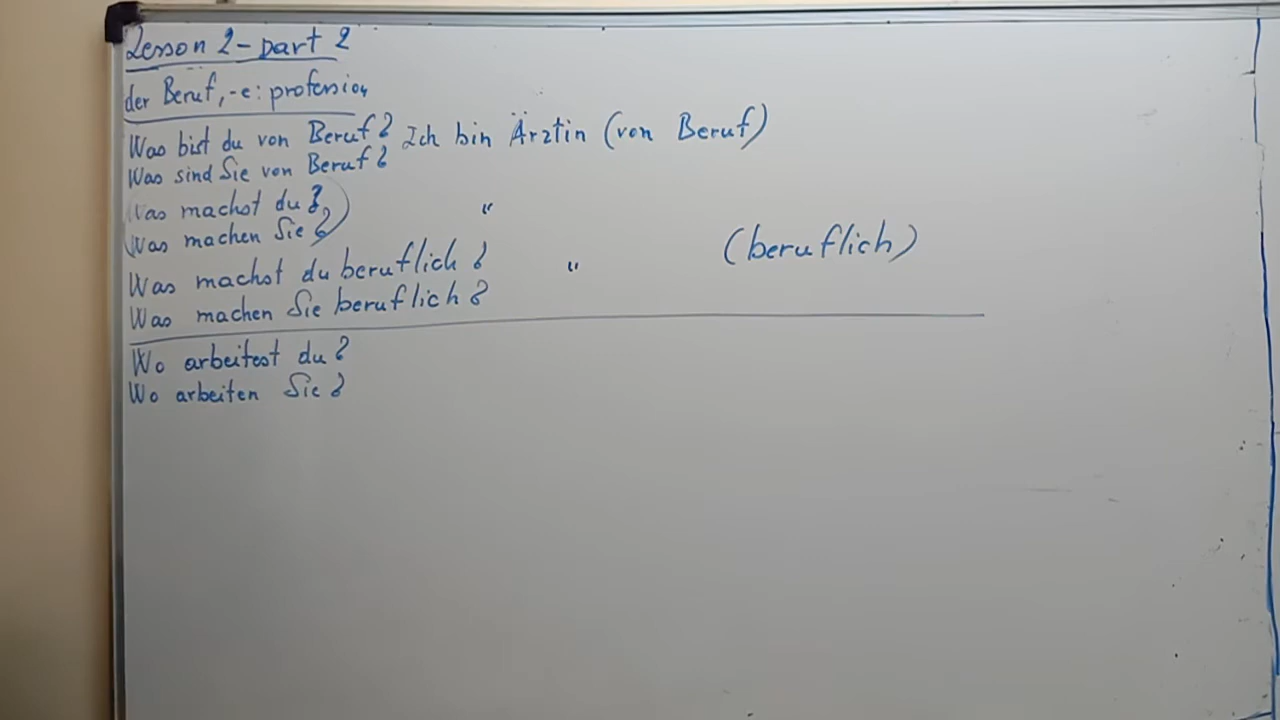 Lesson 2 - part 2
der Beruf, -e: profession
Was bist du von Beruf? Ich bin Ärztin (von Beruf)
Was sind Sie von Beruf?
(Was machst du?
Was machen Sie?) "
Was machst du beruflich? " (beruflich)
Was machen Sie beruflich?
Wo arbeitest du?
Wo arbeiten Sie?